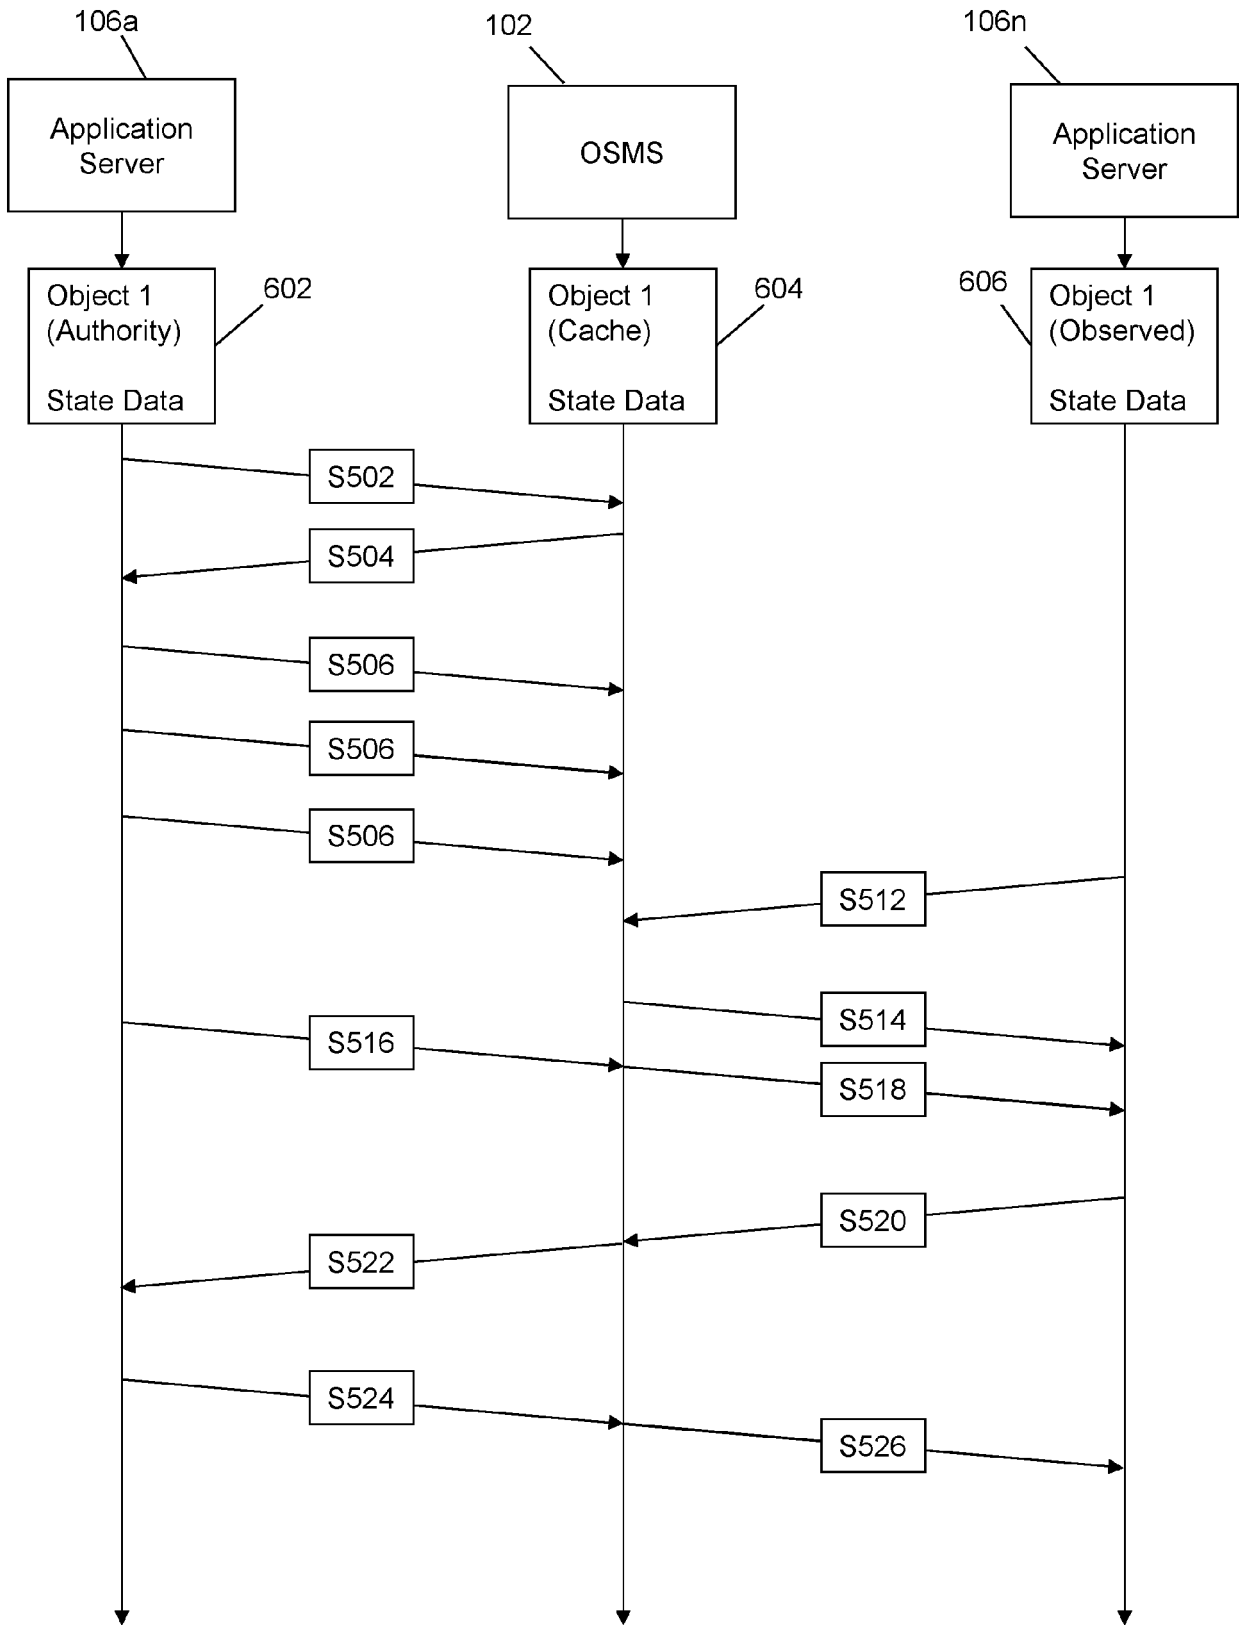 106a
102
106n
Application
Server
OSMS
Application
Server
Object 1
(Authority)
State Data
602
Object 1
(Cache)
State Data
604
606
Object 1
(Observed)
State Data
S502
S504
S506
S506
S506
S512
S514
S516
S518
S520
S522
S524
S526